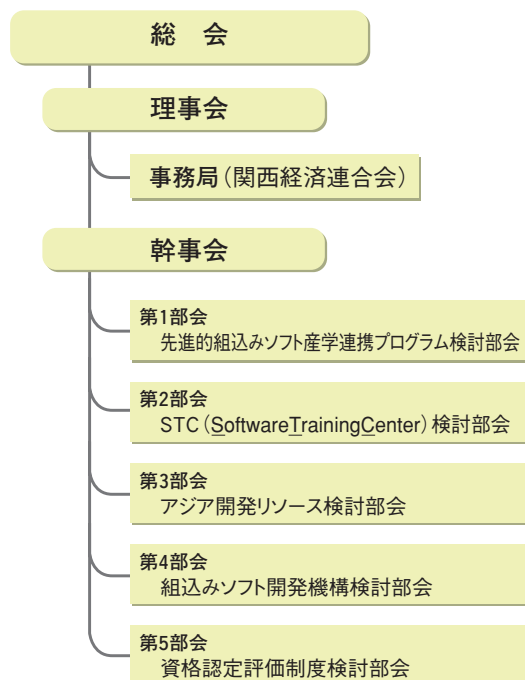 総　会
理事会
事務局（関西経済連合会）
幹事会
第1部会
先進的組込みソフト産学連携プログラム検討部会
第2部会
STC（SoftwareTrainingCenter）検討部会
第3部会
アジア開発リソース検討部会
第4部会
組込みソフト開発機構検討部会
第5部会
資格認定評価制度検討部会